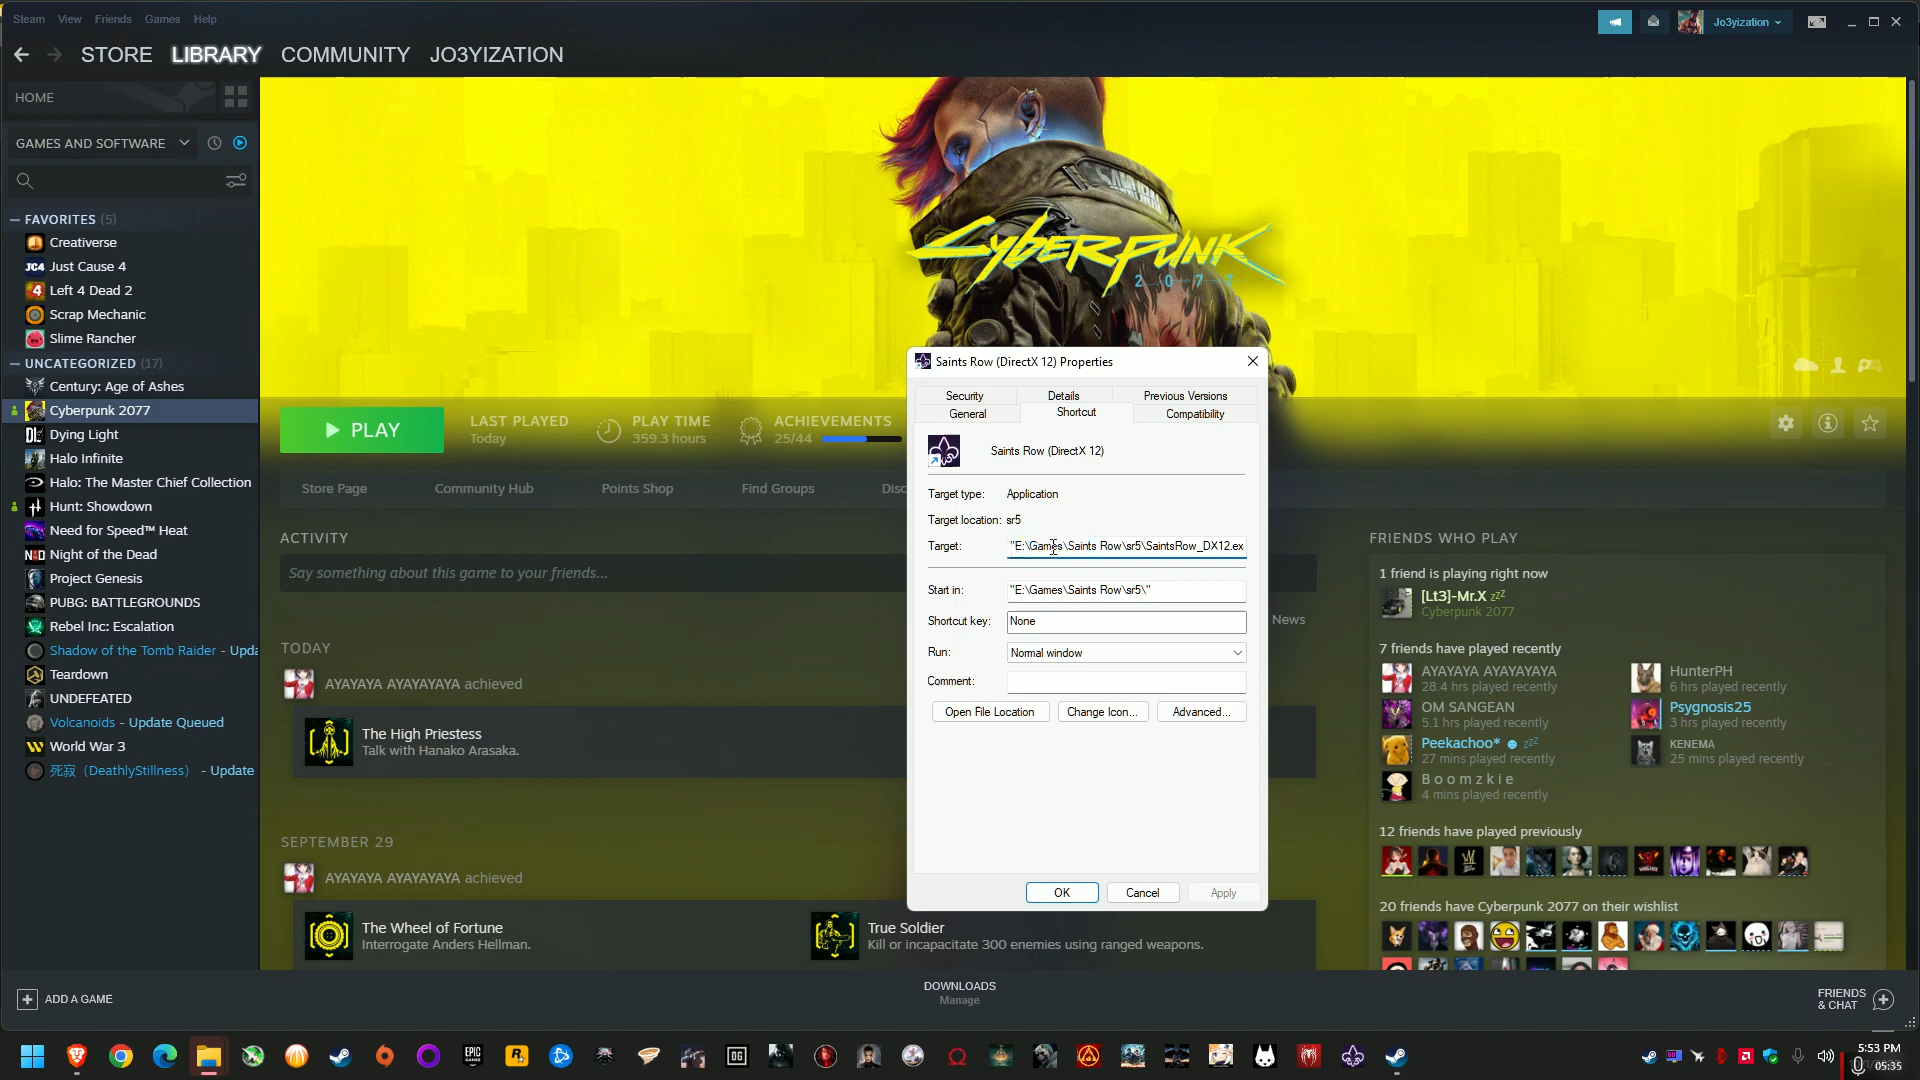 Steam View Friends Games Help
Jo3yization
STORE LIBRARY COMMUNITY JO3YIZATION
HOME
GAMES AND SOFTWARE
FAVORITES (5)
Creativerse
JC4 Just Cause 4
Left 4 Dead 2
Scrap Mechanic
Slime Rancher
UNCATEGORIZED (17)
Century: Age of Ashes
Cyberpunk 2077
Dying Light
Halo Infinite
Halo: The Master Chief Collection
Hunt: Showdown
Need for Speed™ Heat
Night of the Dead
Project Genesis
PUBG: BATTLEGROUNDS
Rebel Inc: Escalation
Shadow of the Tomb Raider - Upda
Teardown
UNDEFEATED
Volcanoids - Update Queued
World War 3
死寂（DeathlyStillness） - Update
ADD A GAME
SAMURAI
Cyberpunk
2077
PLAY
LAST PLAYED
Today
PLAY TIME
359.3 hours
ACHIEVEMENTS
25/44
Store Page Community Hub Points Shop Find Groups Disc
ACTIVITY
Say something about this game to your friends...
News
TODAY
AYAYAYA AYAYAYAYA achieved
The High Priestess
Talk with Hanako Arasaka.
SEPTEMBER 29
AYAYAYA AYAYAYAYA achieved
The Wheel of Fortune
Interrogate Anders Hellman.
True Soldier
Kill or incapacitate 300 enemies using ranged weapons.
Saints Row (DirectX 12) Properties
Security Details Previous Versions
General Shortcut Compatibility
Saints Row (DirectX 12)
Target type: Application
Target location: sr5
Target: "E:\Games\Saints Row\sr5\SaintsRow_DX12.ex
Start in: "E:\Games\Saints Row\sr5\"
Shortcut key: None
Run: Normal window
Comment:
Open File Location Change Icon... Advanced...
OK Cancel Apply
FRIENDS WHO PLAY
1 friend is playing right now
[Lt3]-Mr.X zzZ
Cyberpunk 2077
7 friends have played recently
AYAYAYA AYAYAYAYA
28.4 hrs played recently
HunterPH
6 hrs played recently
OM SANGEAN
5.1 hrs played recently
Psygnosis25
3 hrs played recently
Peekachoo* ☻ zzZ
27 mins played recently
KENEMA
25 mins played recently
B o o m z k i e
4 mins played recently
12 friends have played previously
20 friends have Cyberpunk 2077 on their wishlist
DOWNLOADS
Manage
FRIENDS
& CHAT
EPIC
GAMES
OG
5:53 PM
05:35